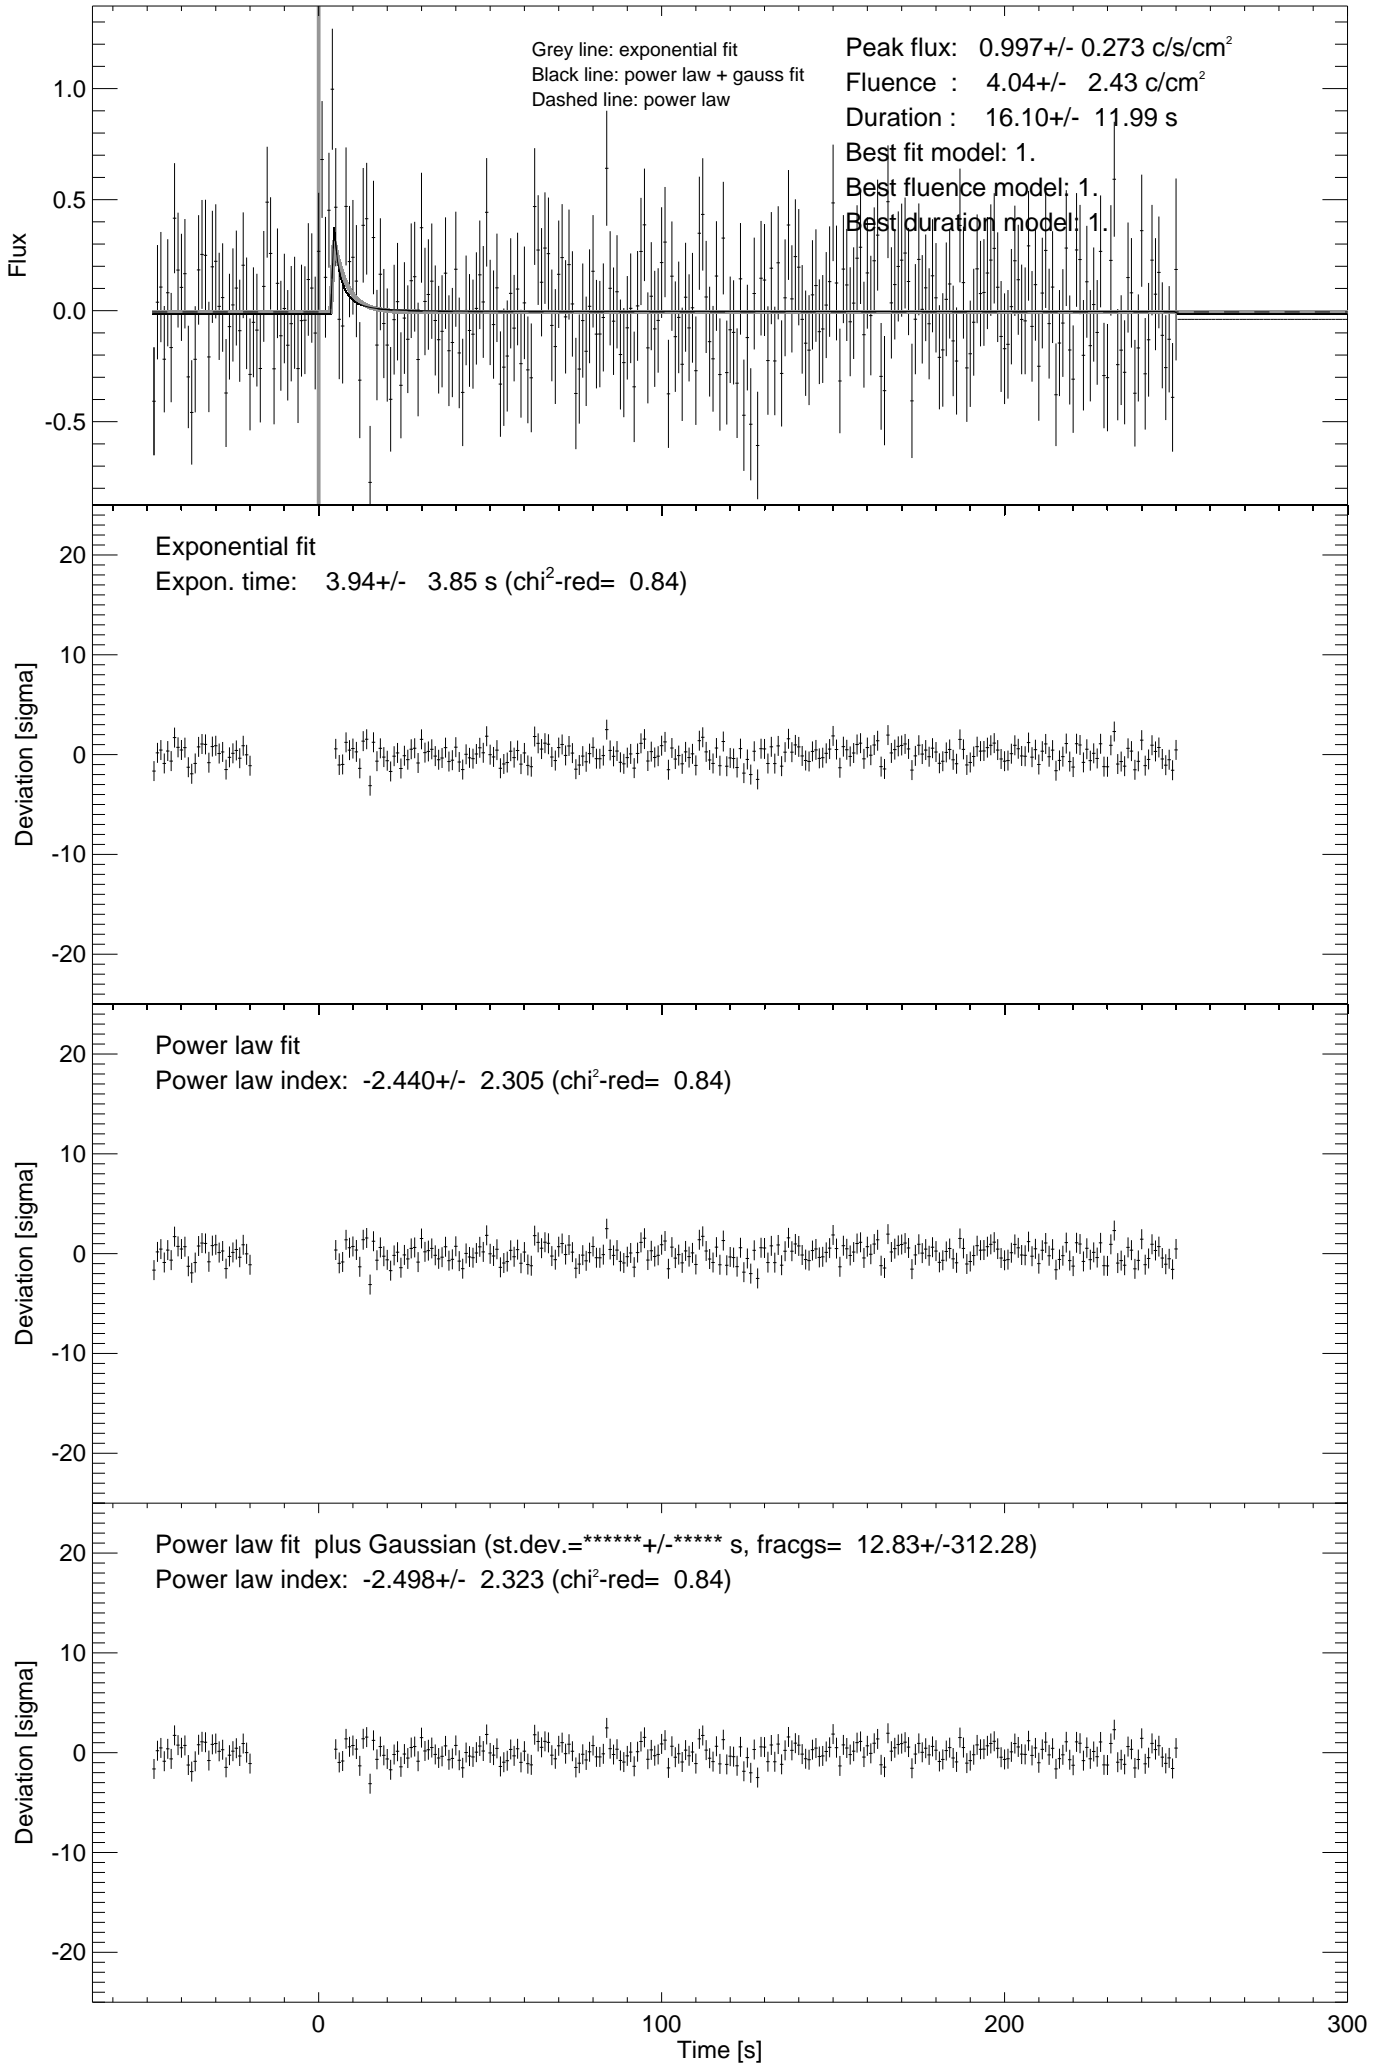 Grey line: exponential fit
Black line: power law + gauss fit
Dashed line: power law
Peak flux: 0.997+/- 0.273 c/s/cm²
Fluence : 4.04+/- 2.43 c/cm²
Duration : 16.10+/- 11.99 s
Best fit model: 1.
Best fluence model: 1.
Best duration model: 1.
Flux
1.0
0.5
0.0
-0.5
Exponential fit
Expon. time: 3.94+/- 3.85 s (chi²-red= 0.84)
Deviation [sigma]
20
10
0
-10
-20
Power law fit
Power law index: -2.440+/- 2.305 (chi²-red= 0.84)
Deviation [sigma]
20
10
0
-10
-20
Power law fit plus Gaussian (st.dev.=******+/-***** s, fracgs= 12.83+/-312.28)
Power law index: -2.498+/- 2.323 (chi²-red= 0.84)
Deviation [sigma]
20
10
0
-10
-20
0 100 200 300
Time [s]